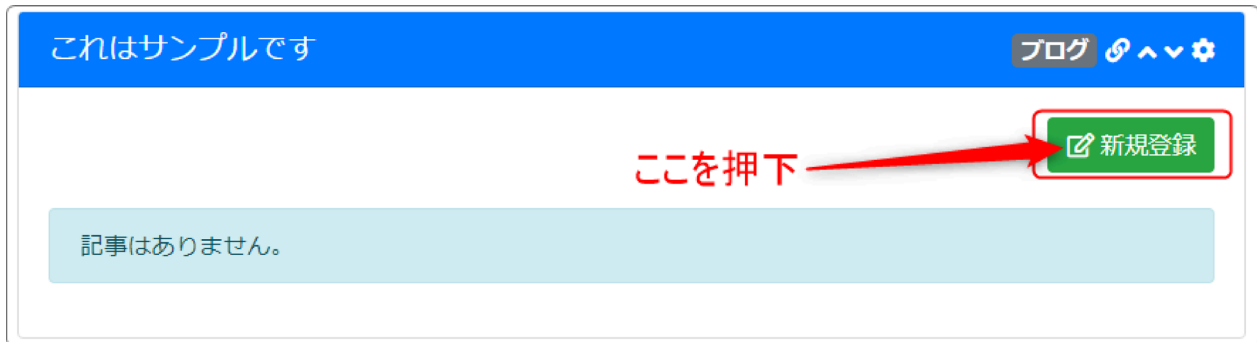 これはサンプルです
ブログ
新規登録
ここを押下
記事はありません。